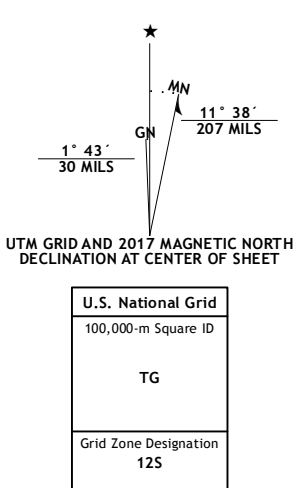 ★
MN
GN
11° 38´
207 MILS
1° 43´
30 MILS
UTM GRID AND 2017 MAGNETIC NORTH
DECLINATION AT CENTER OF SHEET
U.S. National Grid
100,000-m Square ID
TG
Grid Zone Designation
12S